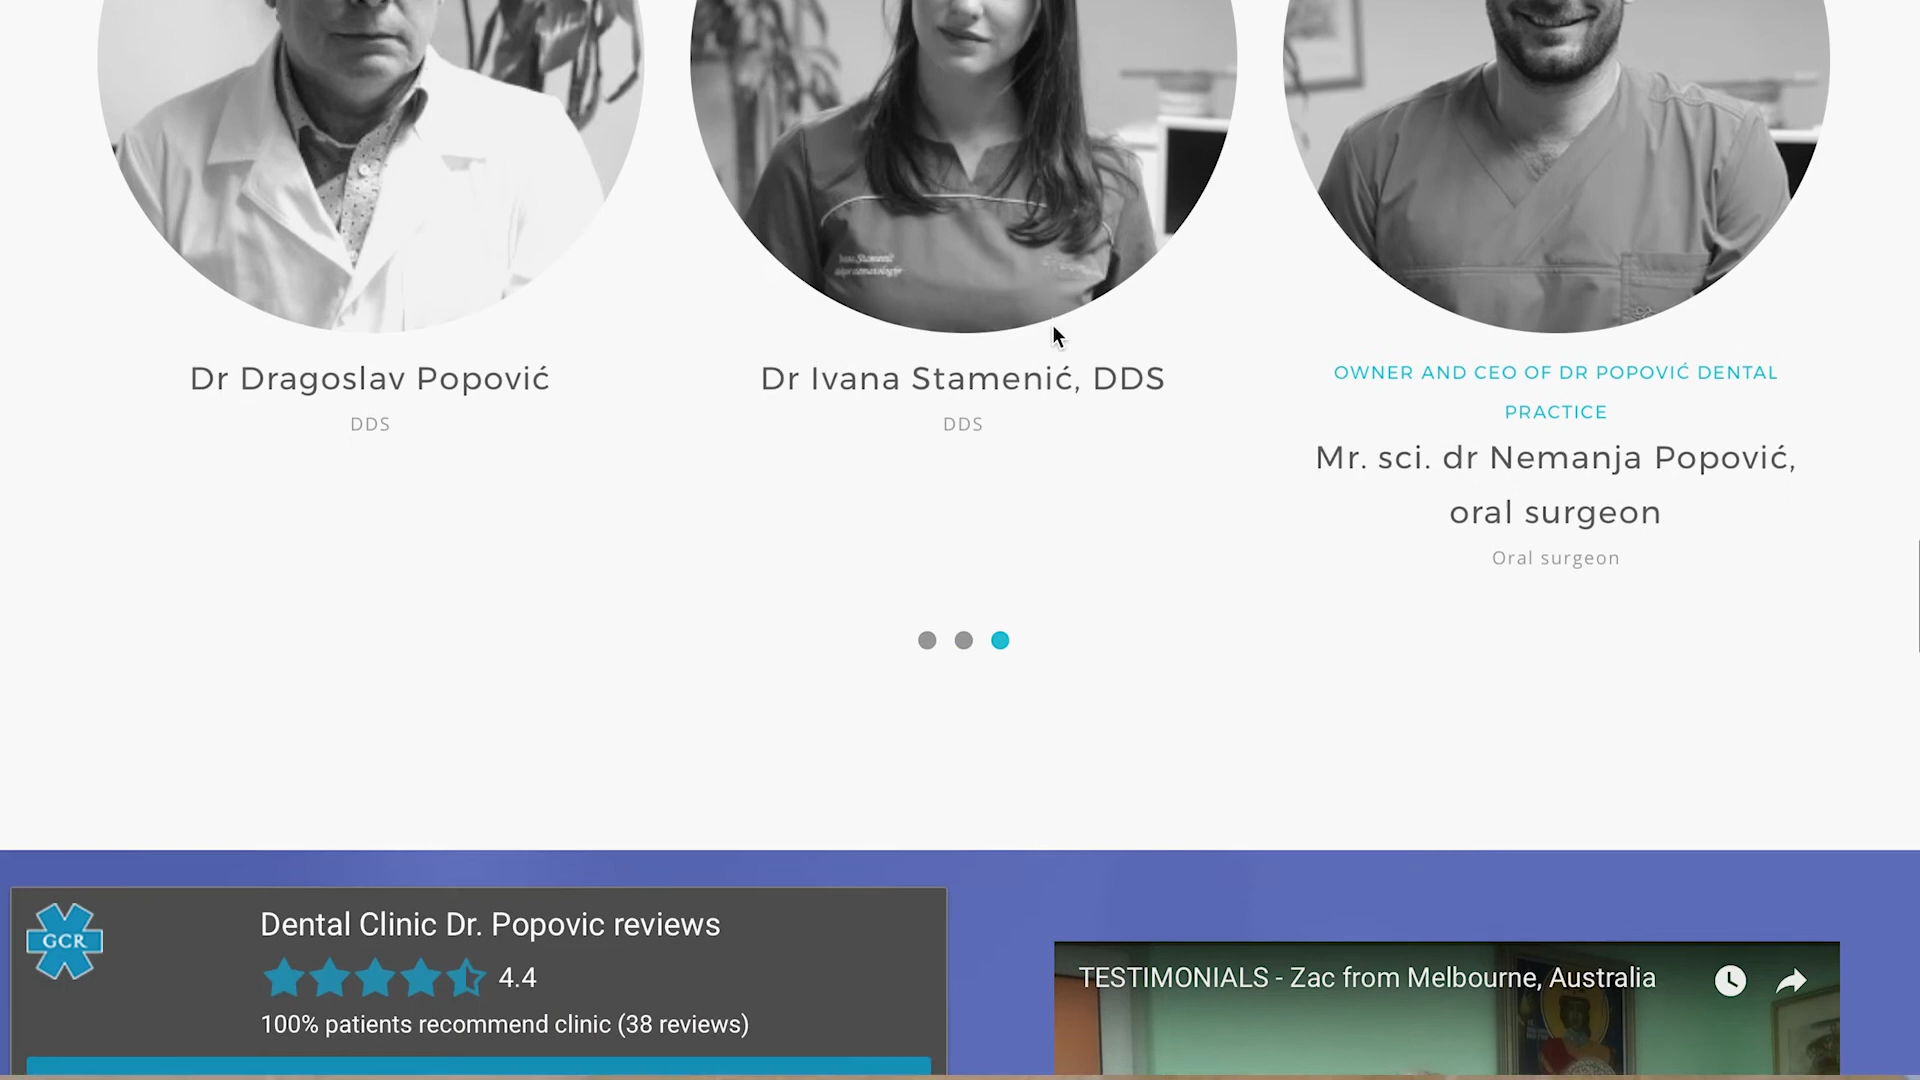 Dr Dragoslav Popović
DDS
Ivana Stamenić
Dr Ivana Stamenić, DDS
DDS
OWNER AND CEO OF DR POPOVIĆ DENTAL
PRACTICE
Mr. sci. dr Nemanja Popović,
oral surgeon
Oral surgeon
GCR
Dental Clinic Dr. Popovic reviews
4.4
100% patients recommend clinic (38 reviews)
TESTIMONIALS - Zac from Melbourne, Australia